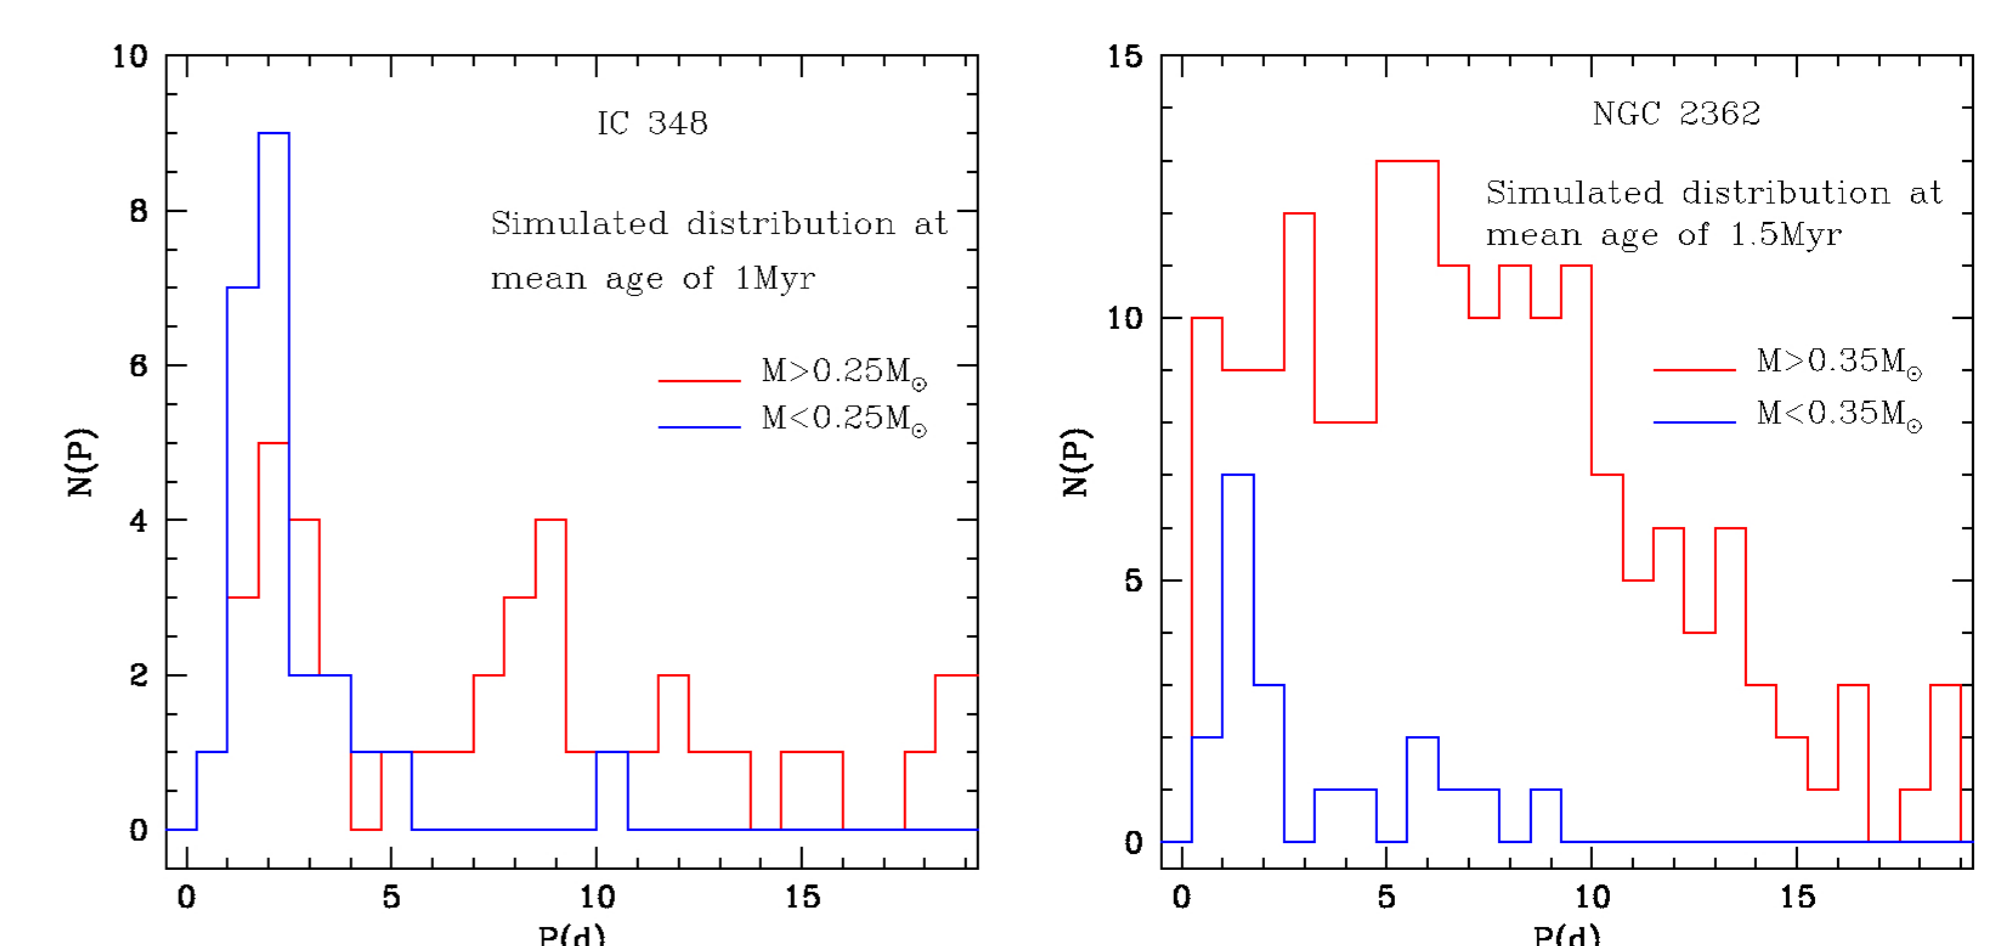 IC 348
Simulated distribution at
mean age of 1Myr
M>0.25M☉
M<0.25M☉
N(P)
10
8
6
4
2
0
0 5 10 15
P(d)
NGC 2362
Simulated distribution at
mean age of 1.5Myr
M>0.35M☉
M<0.35M☉
N(P)
15
10
5
0
0 5 10 15
P(d)